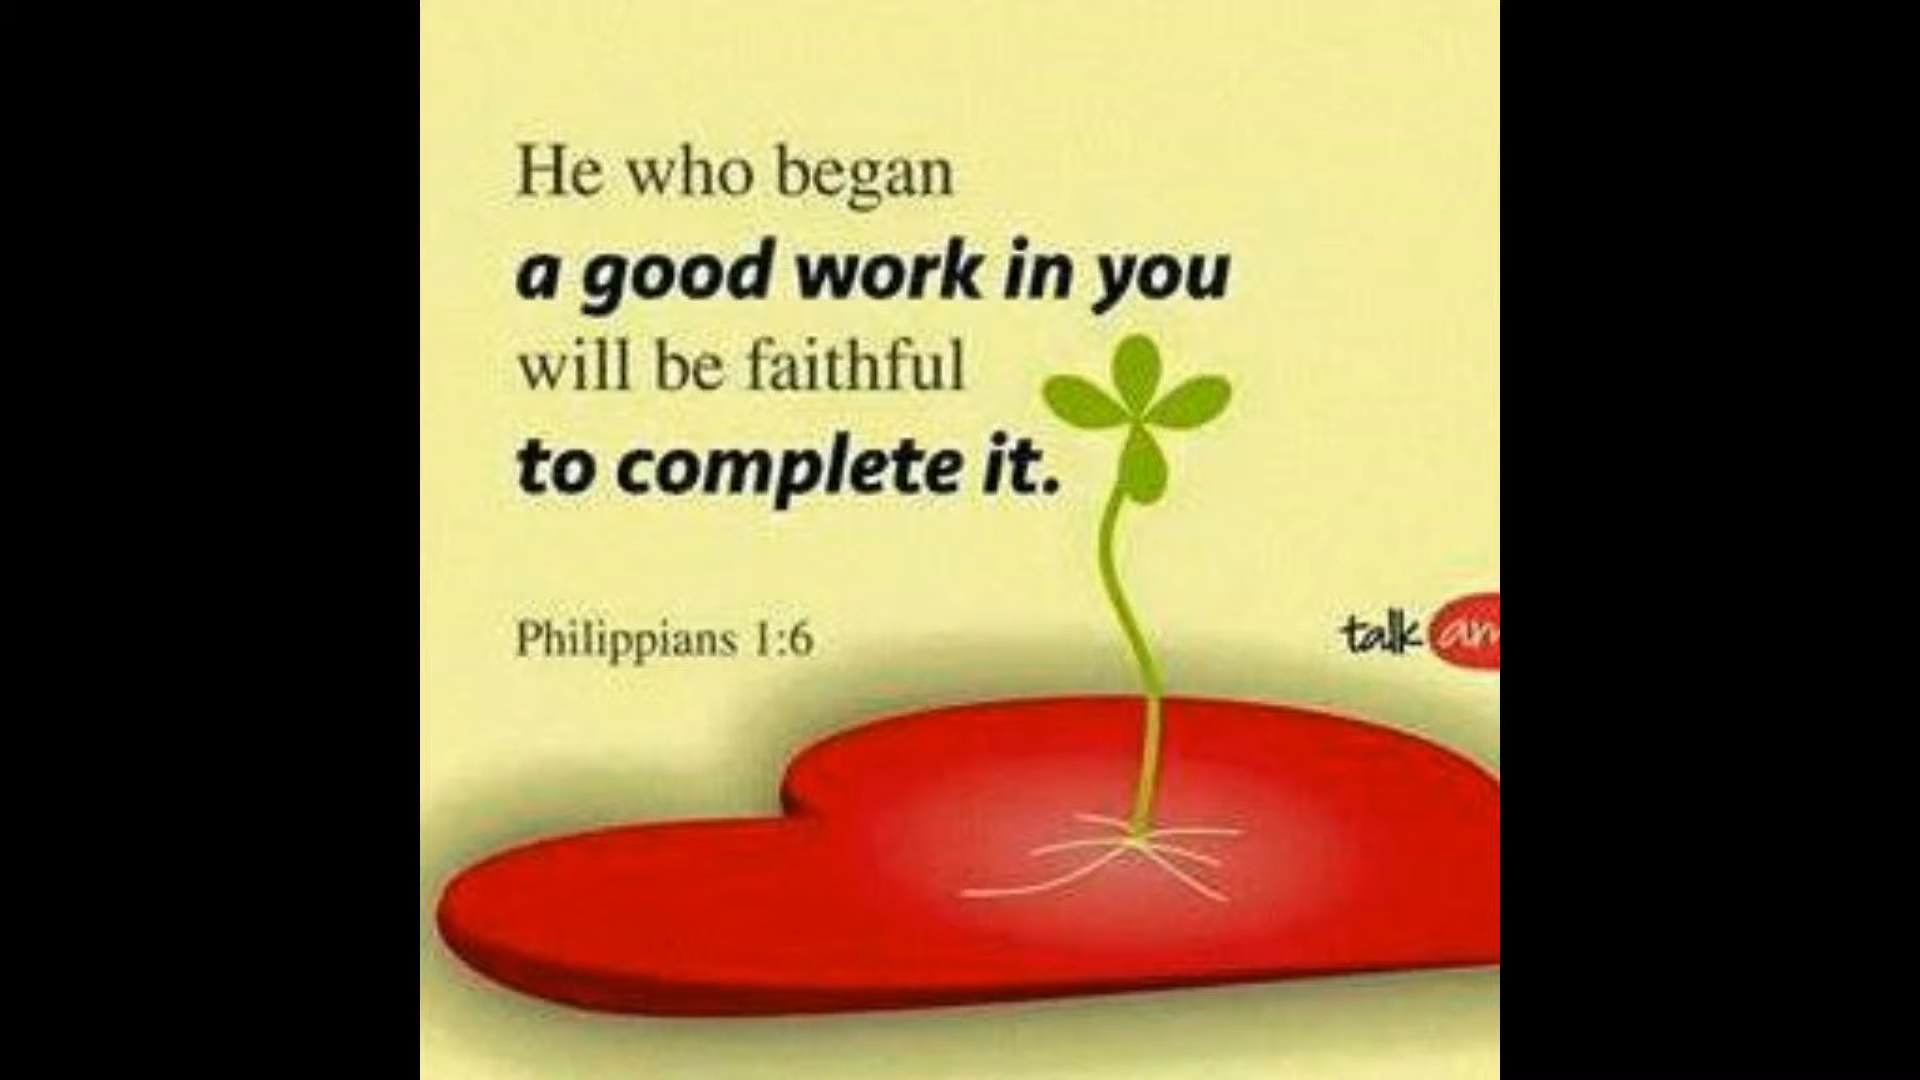 He who began
a good work in you
will be faithful
to complete it.
Philippians 1:6
talk